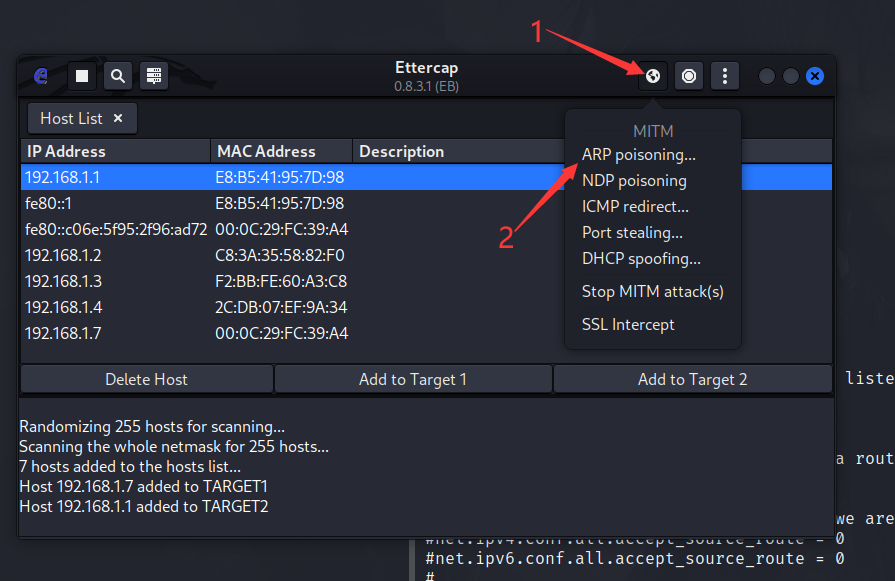 1
Ettercap
0.8.3.1 (EB)
Host List ×
MITM
IP Address MAC Address Description
ARP poisoning...
192.168.1.1 E8:B5:41:95:7D:98
NDP poisoning
fe80::1 E8:B5:41:95:7D:98
ICMP redirect...
fe80::c06e:5f95:2f96:ad72 00:0C:29:FC:39:A4
Port stealing...
2
192.168.1.2 C8:3A:35:58:82:F0
DHCP spoofing...
192.168.1.3 F2:BB:FE:60:A3:C8
Stop MITM attack(s)
192.168.1.4 2C:DB:07:EF:9A:34
SSL Intercept
192.168.1.7 00:0C:29:FC:39:A4
Delete Host Add to Target 1 Add to Target 2
liste
Randomizing 255 hosts for scanning...
Scanning the whole netmask for 255 hosts...
a rout
7 hosts added to the hosts list...
Host 192.168.1.7 added to TARGET1
Host 192.168.1.1 added to TARGET2
we are
#net.ipv4.conf.all.accept_source_route = 0
#net.ipv6.conf.all.accept_source_route = 0
#